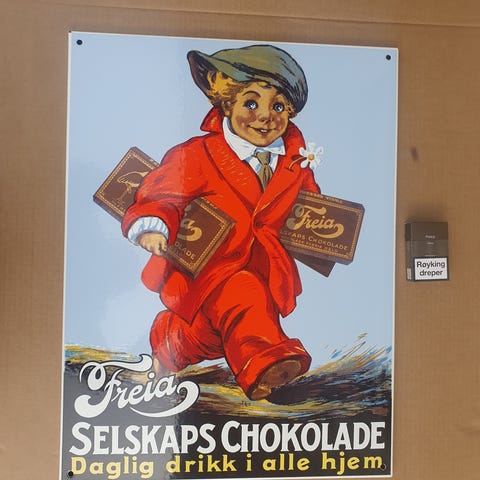 Freia
SELSKAPS CHOKOLADE
Freia
SELSKAPS CHOKOLADE
Daglig drikk i alle hjem
Røyking
dreper